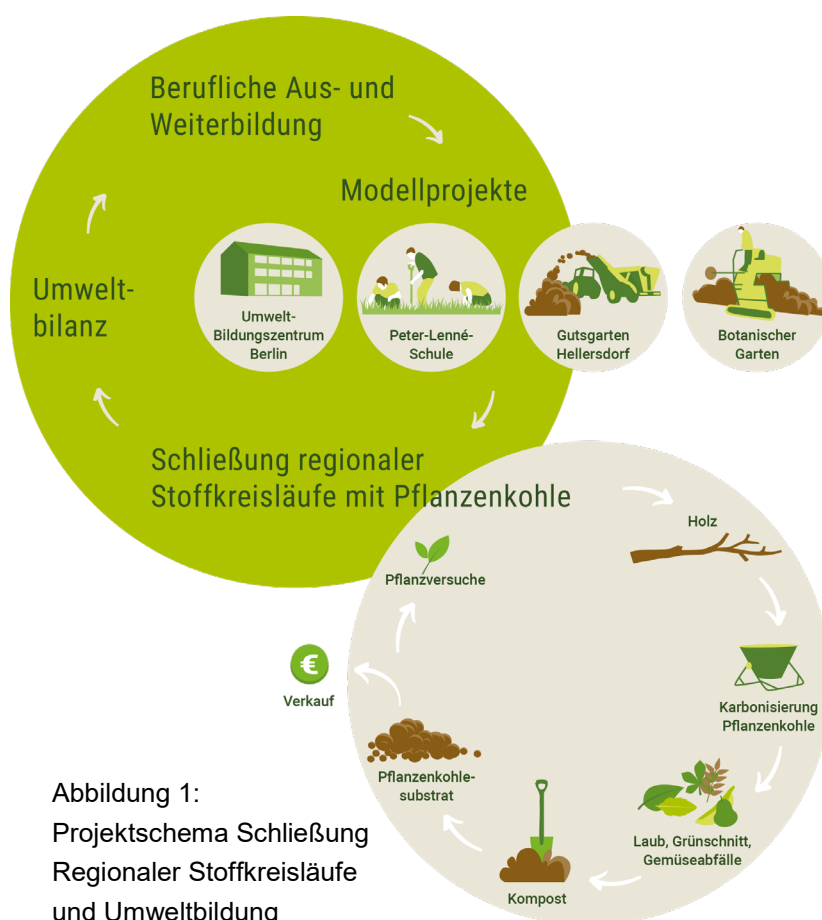 Berufliche Aus- und
Weiterbildung
Modellprojekte
Umwelt-
bilanz
Umwelt-
Bildungszentrum
Berlin
Peter-Lenné-
Schule
Gutsgarten
Hellersdorf
Botanischer
Garten
Schließung regionaler
Stoffkreisläufe mit Pflanzenkohle
Holz
Karbonisierung
Pflanzenkohle
Laub, Grünschnitt,
Gemüseabfälle
Kompost
Pflanzenkohle-
substrat
€
Verkauf
Pflanzversuche
Abbildung 1:
Projektschema Schließung
Regionaler Stoffkreisläufe
und Umweltbildung